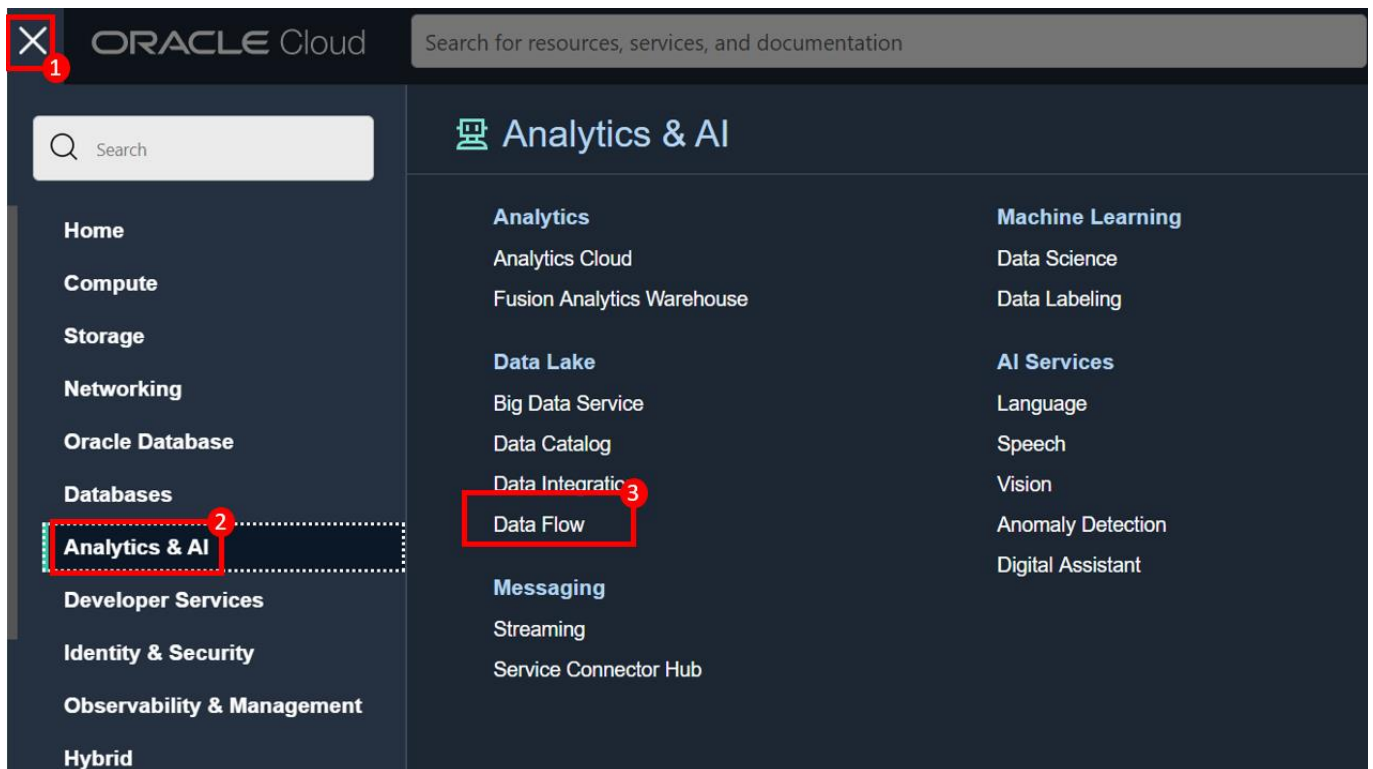 ORACLE Cloud
Search for resources, services, and documentation
1
Search
Home
Compute
Storage
Networking
Oracle Database
Databases
2
Analytics & AI
Developer Services
Identity & Security
Observability & Management
Hybrid
Analytics & AI
Analytics
Analytics Cloud
Fusion Analytics Warehouse
Data Lake
Big Data Service
Data Catalog
Data Integratio
3
Data Flow
Messaging
Streaming
Service Connector Hub
Machine Learning
Data Science
Data Labeling
AI Services
Language
Speech
Vision
Anomaly Detection
Digital Assistant